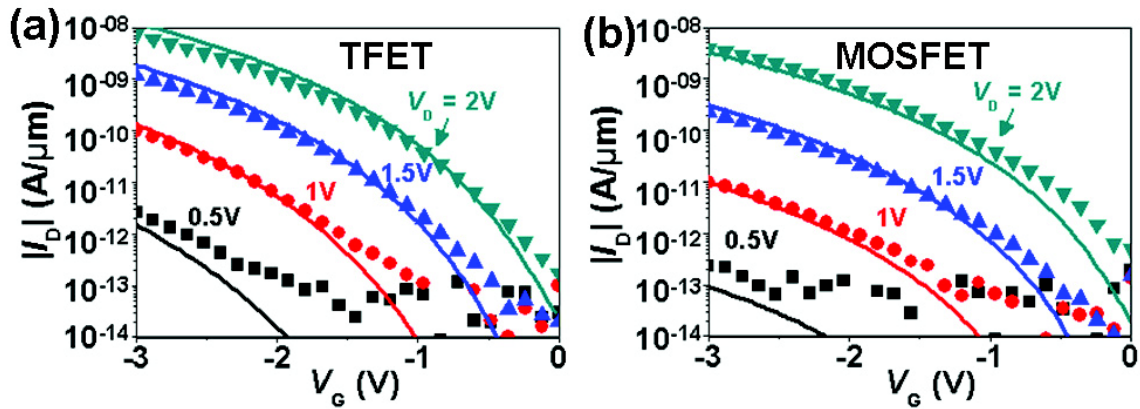 (a)
TFET
V_D = 2V
1.5V
1V
0.5V
10^-08
10^-09
10^-10
10^-11
10^-12
10^-13
10^-14
|I_D| (A/μm)
-3
-2
-1
0
V_G (V)
(b)
MOSFET
V_D = 2V
1.5V
1V
0.5V
10^-08
10^-09
10^-10
10^-11
10^-12
10^-13
10^-14
|I_D| (A/μm)
-3
-2
-1
0
V_G (V)